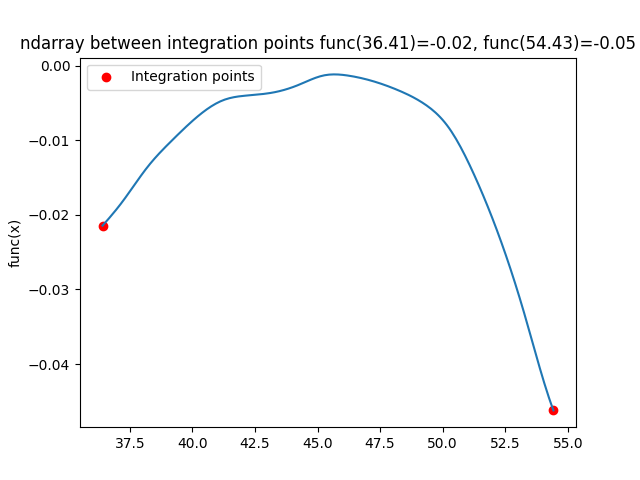 ndarray between integration points func(36.41)=-0.02, func(54.43)=-0.05
Integration points
func(x)
0.00
−0.01
−0.02
−0.03
−0.04
37.5 40.0 42.5 45.0 47.5 50.0 52.5 55.0